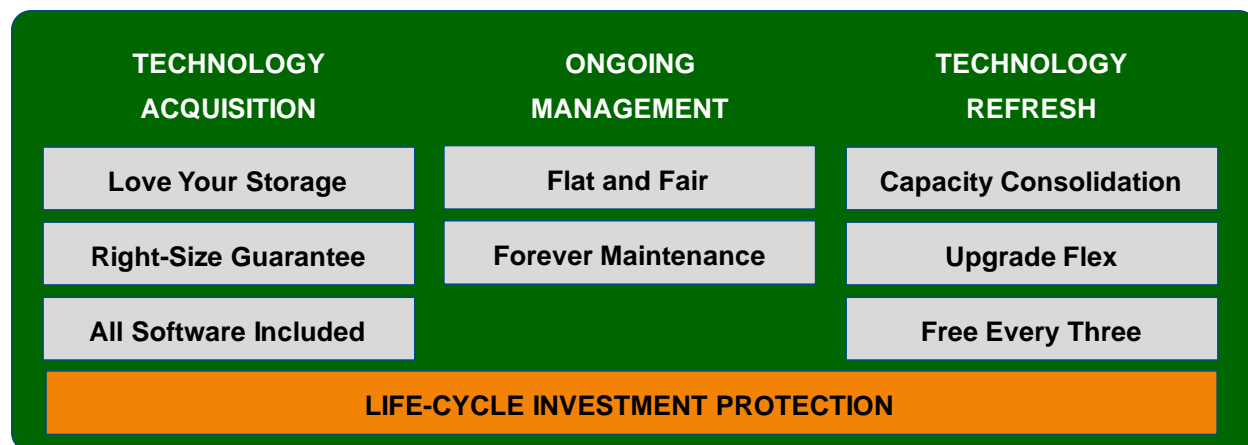 TECHNOLOGY
ACQUISITION
Love Your Storage
Right-Size Guarantee
All Software Included
ONGOING
MANAGEMENT
Flat and Fair
Forever Maintenance
TECHNOLOGY
REFRESH
Capacity Consolidation
Upgrade Flex
Free Every Three
LIFE-CYCLE INVESTMENT PROTECTION